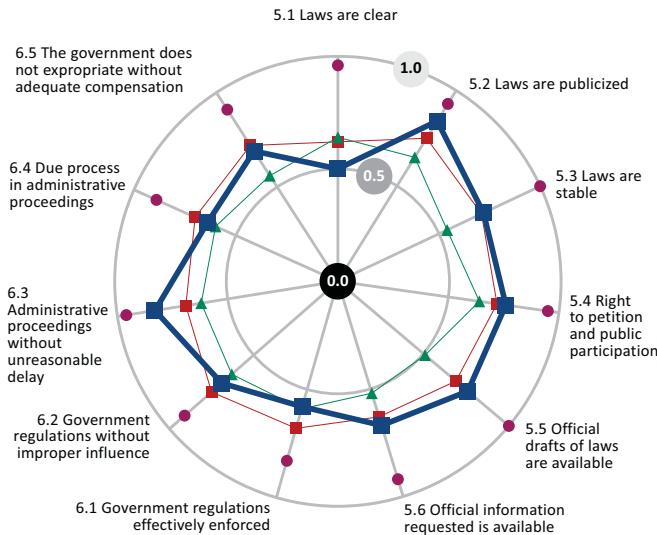 5.1 Laws are clear
1.0
5.2 Laws are publicized
5.3 Laws are
stable
5.4 Right
to petition
and public
participation
5.5 Official
drafts of laws
are available
5.6 Official information
requested is available
6.1 Government regulations
effectively enforced
6.2 Government
regulations without
improper influence
6.3
Administrative
proceedings
without
unreasonable
delay
6.4 Due process
in administrative
proceedings
6.5 The government does
not expropriate without
adequate compensation
0.5
0.0